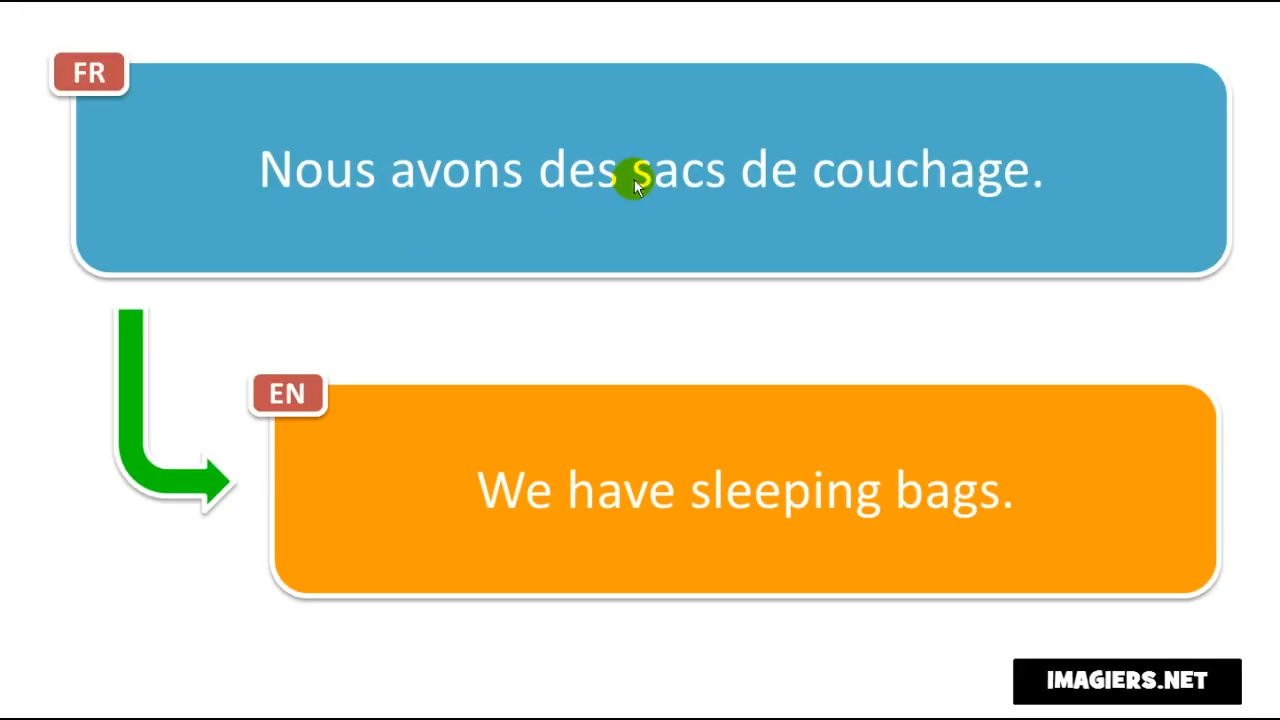 FR
Nous avons des sacs de couchage.
EN
We have sleeping bags.
IMAGIERS.NET